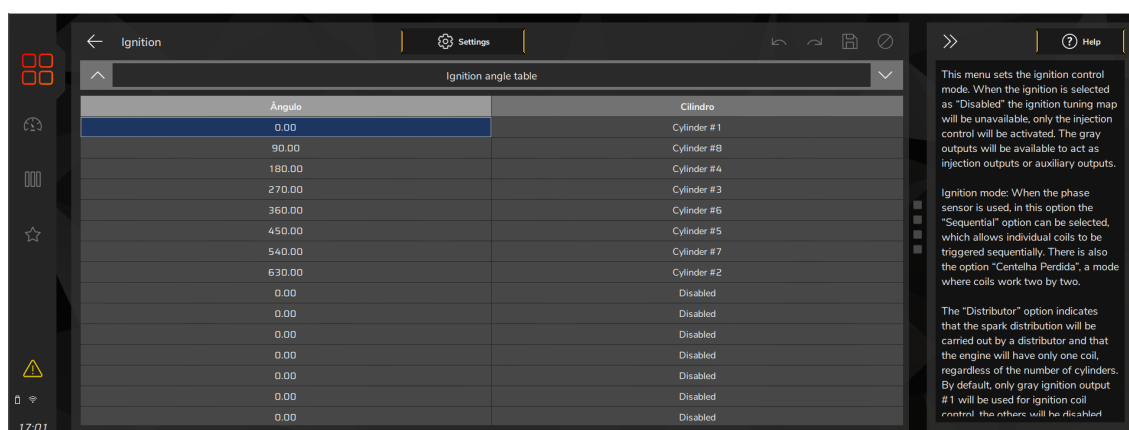 Ignition
Settings
Help
Ignition angle table
Ângulo Cilindro
0.00 Cylinder #1
90.00 Cylinder #8
180.00 Cylinder #4
270.00 Cylinder #3
360.00 Cylinder #6
450.00 Cylinder #5
540.00 Cylinder #7
630.00 Cylinder #2
0.00 Disabled
0.00 Disabled
0.00 Disabled
0.00 Disabled
0.00 Disabled
0.00 Disabled
0.00 Disabled
This menu sets the ignition control
mode. When the ignition is selected
as “Disabled” the ignition tuning map
will be unavailable, only the injection
control will be activated. The gray
outputs will be available to act as
injection outputs or auxiliary outputs.
Ignition mode: When the phase
sensor is used, in this option the
“Sequential” option can be selected,
which allows individual coils to be
triggered sequentially. There is also
the option “Centelha Perdida”, a mode
where coils work two by two.
The “Distributor” option indicates
that the spark distribution will be
carried out by a distributor and that
the engine will have only one coil,
regardless of the number of cylinders.
By default, only gray ignition output
#1 will be used for ignition coil
control, the others will be disabled
17:01